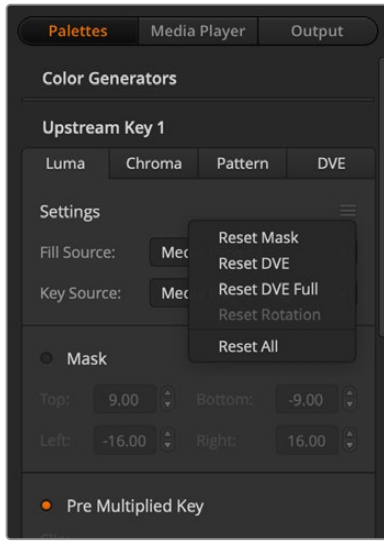 Palettes Media Player Output
Color Generators
Upstream Key 1
Luma Chroma Pattern DVE
Settings
Reset Mask
Fill Source: Med
Reset DVE
Reset DVE Full
Key Source: Med
Reset Rotation
Reset All
Mask
Top: 9.00 Bottom: -9.00
Left: -16.00 Right: 16.00
Pre Multiplied Key